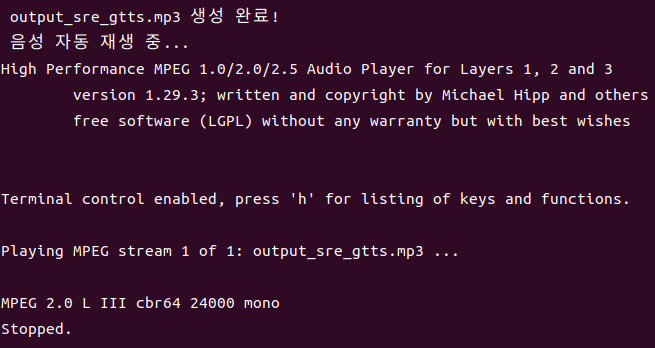 output_sre_gtts.mp3 생성 완료!
음성 자동 재생 중...
High Performance MPEG 1.0/2.0/2.5 Audio Player for Layers 1, 2 and 3
version 1.29.3; written and copyright by Michael Hipp and others
free software (LGPL) without any warranty but with best wishes
Terminal control enabled, press 'h' for listing of keys and functions.
Playing MPEG stream 1 of 1: output_sre_gtts.mp3 ...
MPEG 2.0 L III cbr64 24000 mono
Stopped.